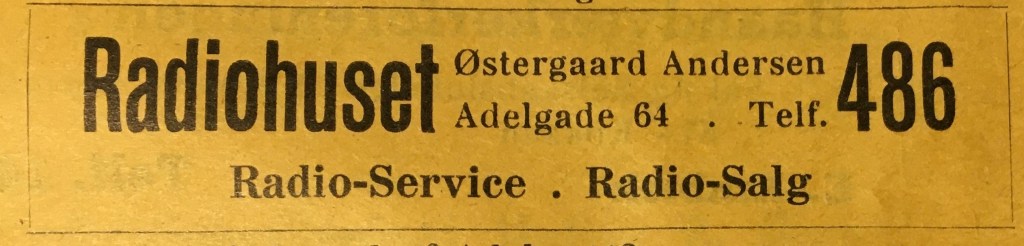 Radiohuset Østergaard Andersen
Adelgade 64 . Telf. 486
Radio-Service . Radio-Salg